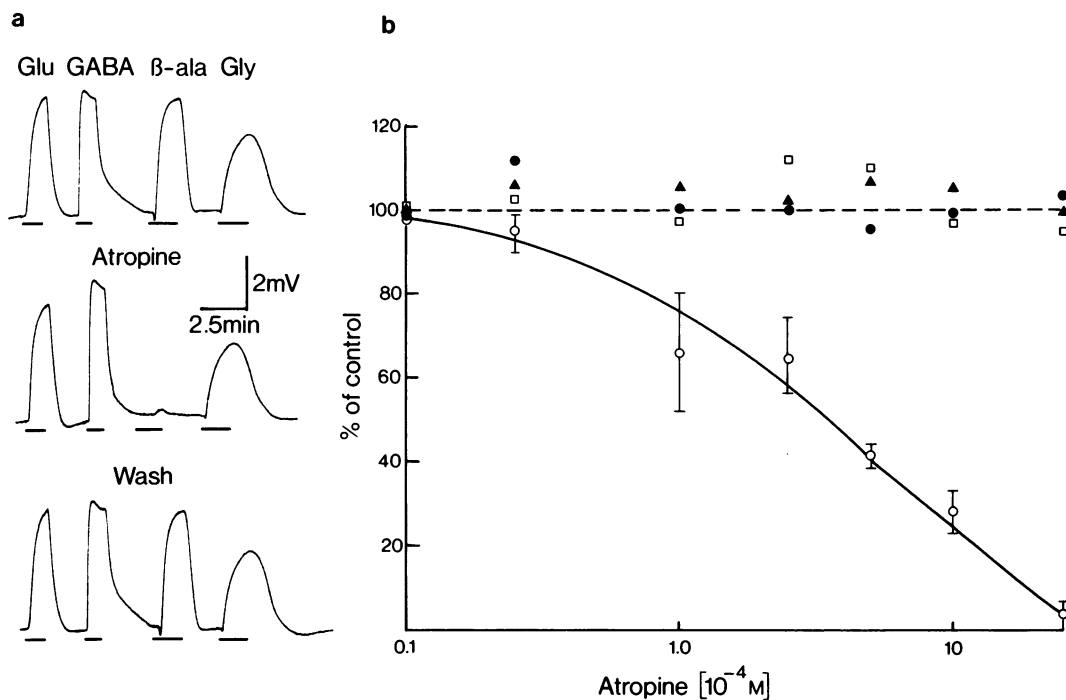 a
Glu GABA ß-ala Gly
Atropine
2mV
2.5min
Wash
b
120
100
80
60
40
20
% of control
0.1 1.0 10
Atropine [10⁻⁴ M]